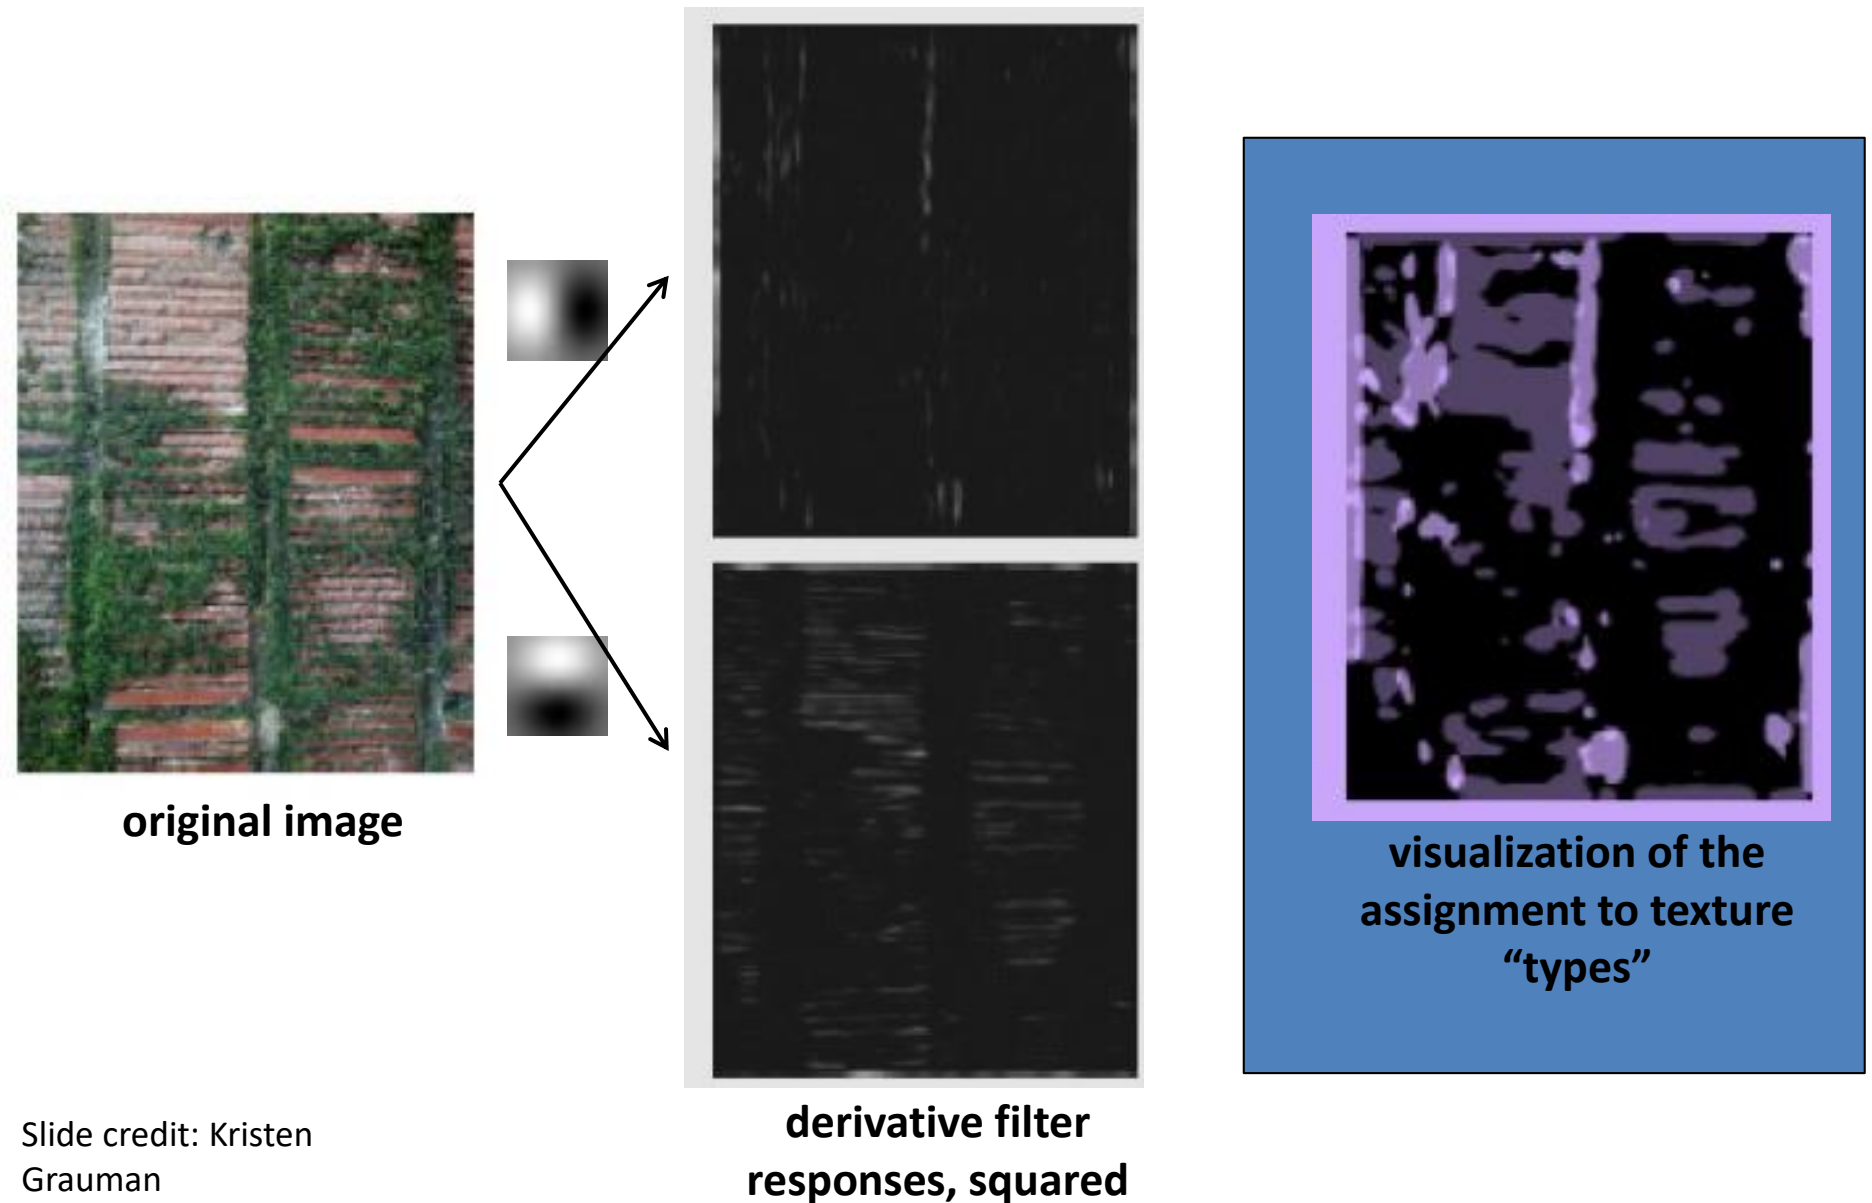 original image
derivative filter
responses, squared
visualization of the
assignment to texture
“types”
Slide credit: Kristen
Grauman